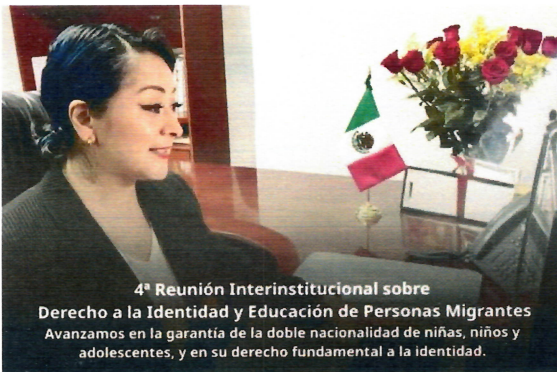 4ª Reunión Interinstitucional sobre
Derecho a la Identidad y Educación de Personas Migrantes
Avanzamos en la garantía de la doble nacionalidad de niñas, niños y
adolescentes, y en su derecho fundamental a la identidad.